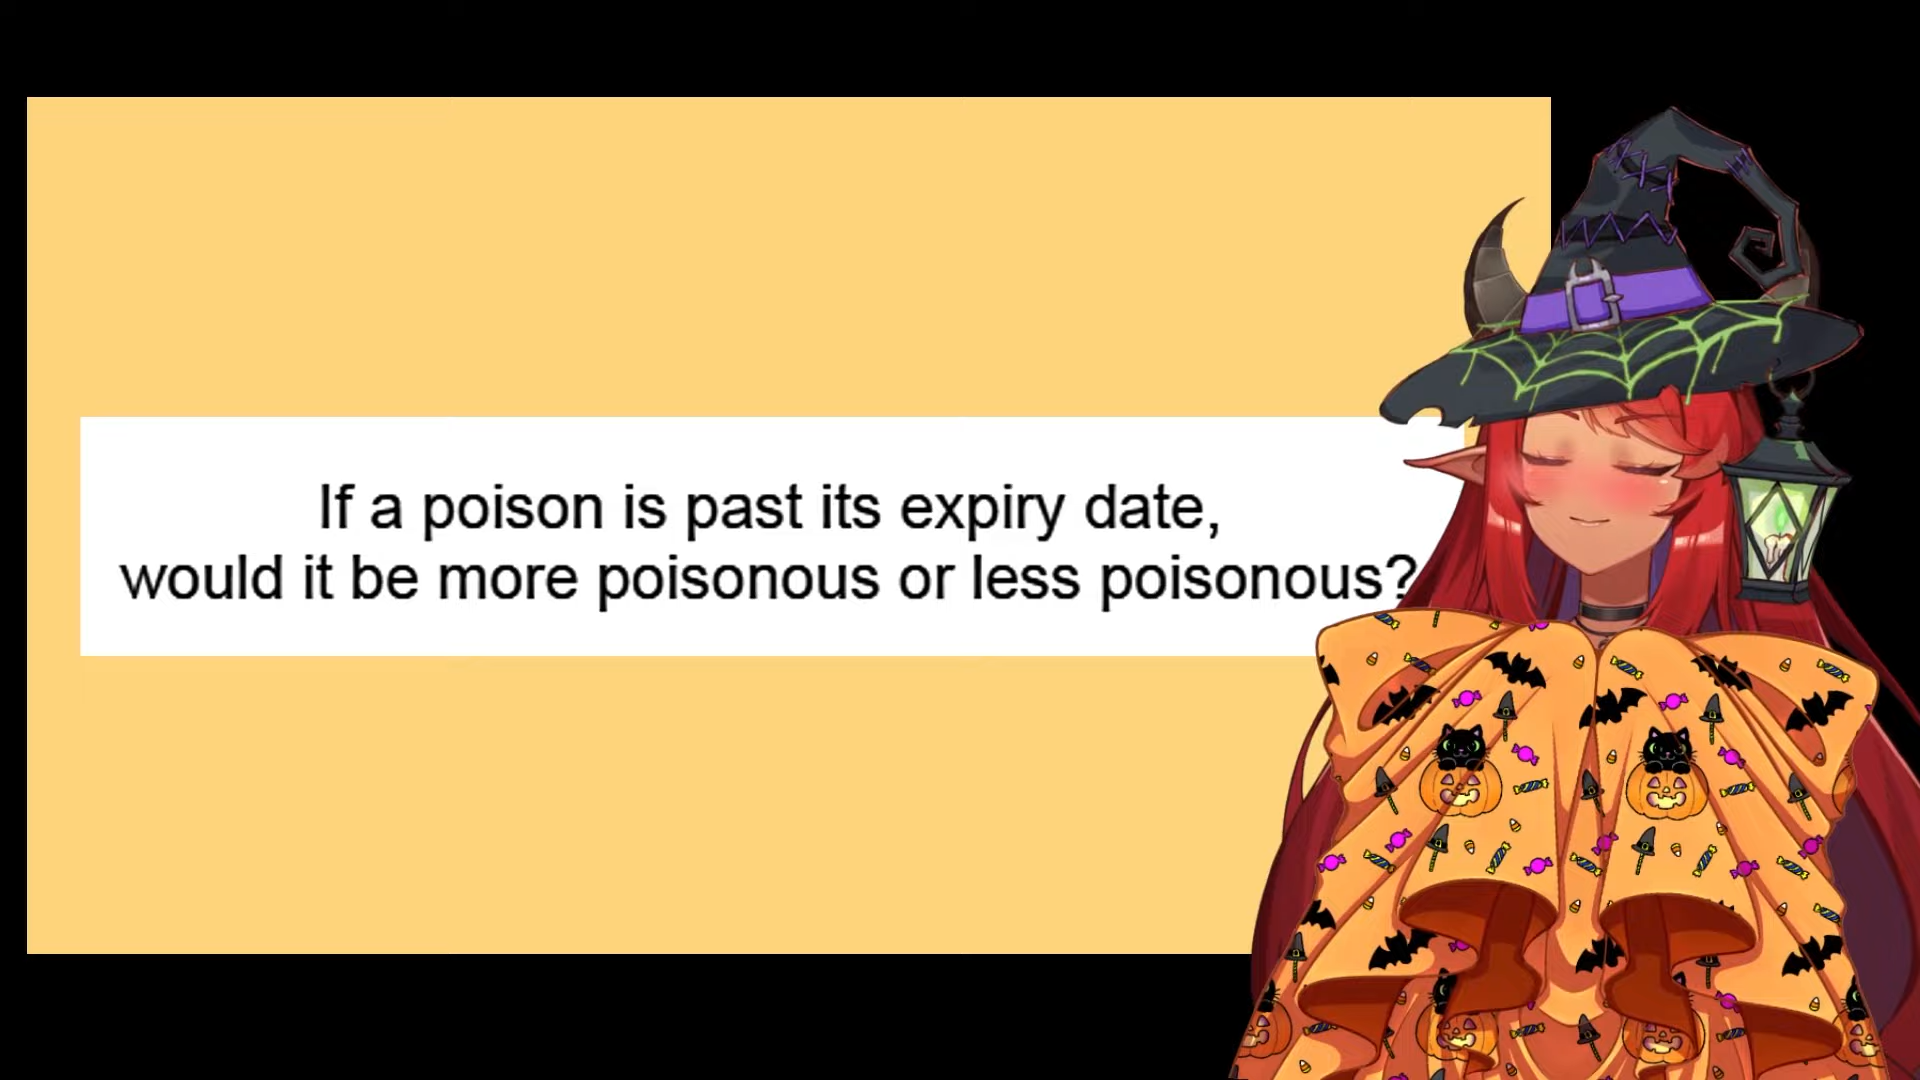 If a poison is past its expiry date,
would it be more poisonous or less poisonous?